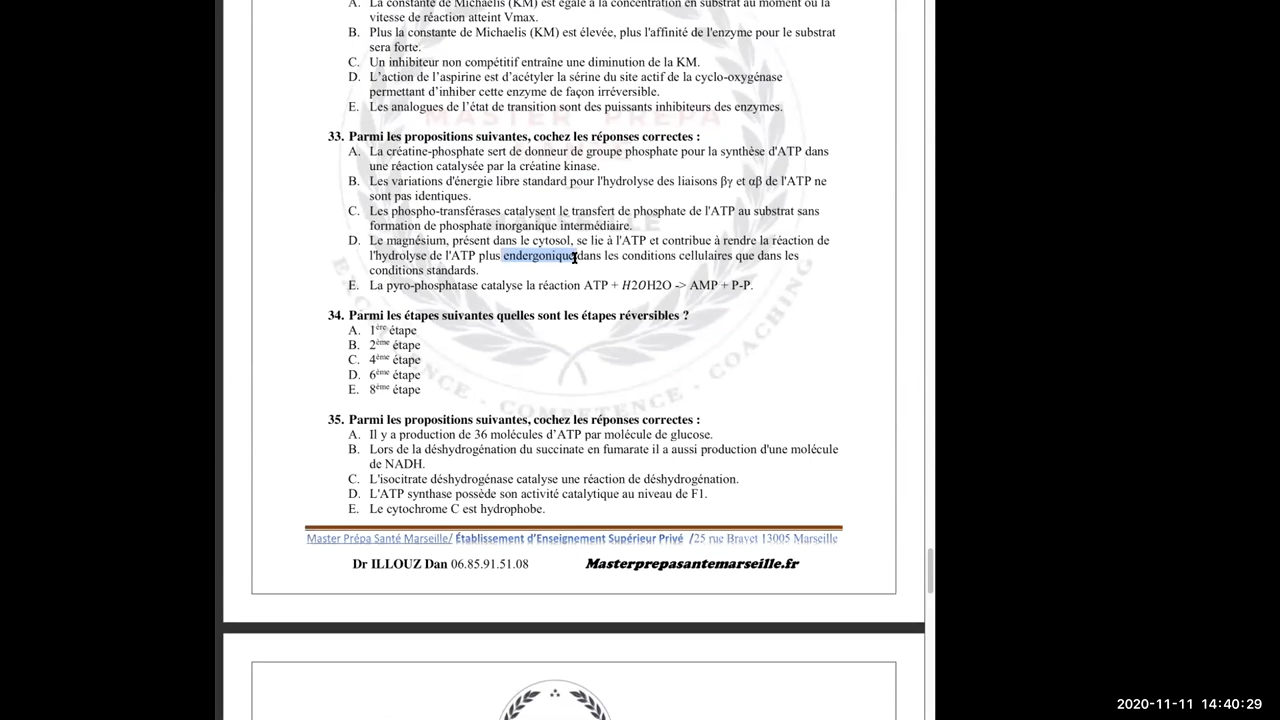 A. La constante de Michaelis (KM) est égale à la concentration en substrat au moment où la
vitesse de réaction atteint Vmax.
B. Plus la constante de Michaelis (KM) est élevée, plus l'affinité de l'enzyme pour le substrat
sera forte.
C. Un inhibiteur non compétitif entraîne une diminution de la KM.
D. L’action de l’aspirine est d’acétyler la sérine du site actif de la cyclo-oxygénase
permettant d’inhiber cette enzyme de façon irréversible.
E. Les analogues de l’état de transition sont des puissants inhibiteurs des enzymes.
33. Parmi les propositions suivantes, cochez les réponses correctes :
A. La créatine-phosphate sert de donneur de groupe phosphate pour la synthèse d'ATP dans
une réaction catalysée par la créatine kinase.
B. Les variations d'énergie libre standard pour l'hydrolyse des liaisons βγ et αβ de l'ATP ne
sont pas identiques.
C. Les phospho-transférases catalysent le transfert de phosphate de l'ATP au substrat sans
formation de phosphate inorganique intermédiaire.
D. Le magnésium, présent dans le cytosol, se lie à l'ATP et contribue à rendre la réaction de
l'hydrolyse de l'ATP plus endergonique dans les conditions cellulaires que dans les
conditions standards.
E. La pyro-phosphatase catalyse la réaction ATP + H2OH2O -> AMP + P-P.
34. Parmi les étapes suivantes quelles sont les étapes réversibles ?
A. 1ère étape
B. 2ème étape
C. 4ème étape
D. 6ème étape
E. 8ème étape
35. Parmi les propositions suivantes, cochez les réponses correctes :
A. Il y a production de 36 molécules d’ATP par molécule de glucose.
B. Lors de la déshydrogénation du succinate en fumarate il a aussi production d'une molécule
de NADH.
C. L'isocitrate déshydrogénase catalyse une réaction de déshydrogénation.
D. L'ATP synthase possède son activité catalytique au niveau de F1.
E. Le cytochrome C est hydrophobe.
Master Prépa Santé Marseille/ Établissement d’Enseignement Supérieur Privé /25 rue Bravet 13005 Marseille
Dr ILLOUZ Dan 06.85.91.51.08 Masterprepasantemarseille.fr
MASTER PREPA
MARSEILLE
EXCELLENCE - COMPETENCE - COACHING
2020-11-11 14:40:29